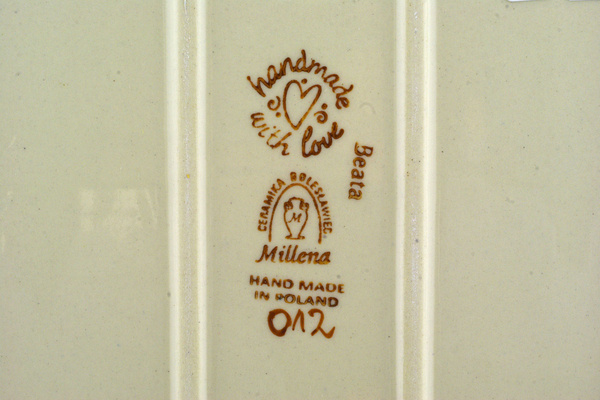 handmade
with love
Beata
CERAMIKA BOLESŁAWIEC
M
Millena
HAND MADE
IN POLAND
012